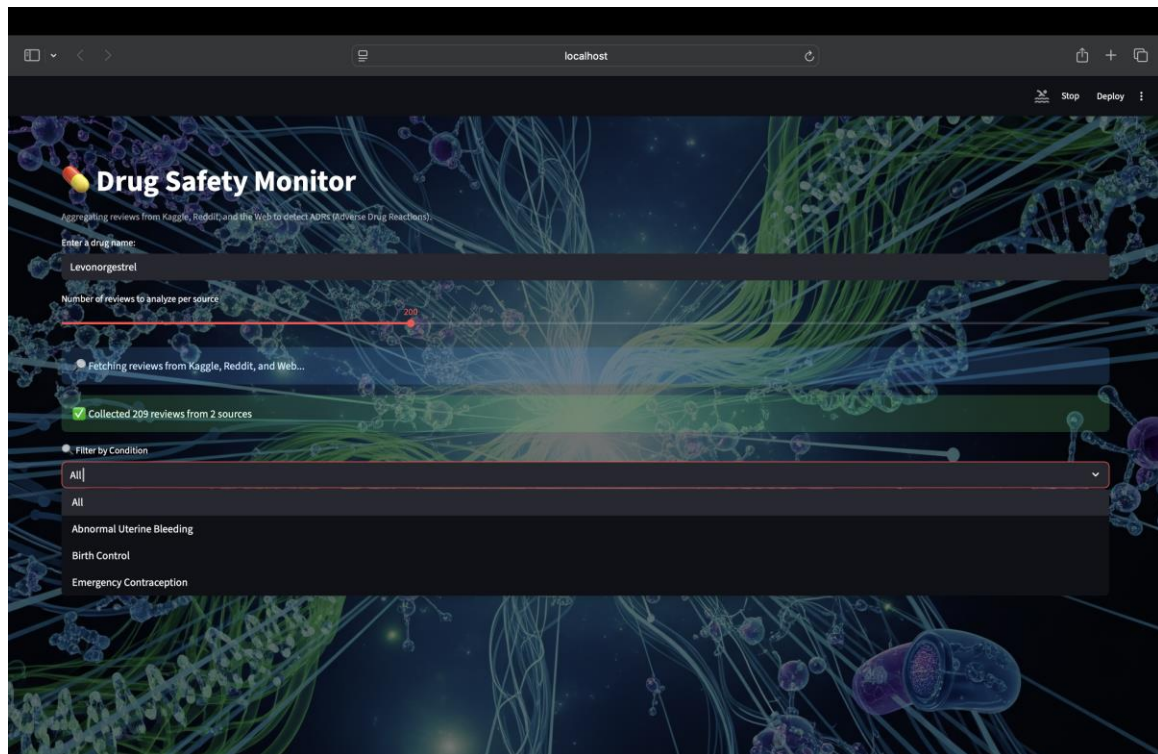 localhost
Stop Deploy
💊 Drug Safety Monitor
Aggregating reviews from Kaggle, Reddit, and the Web to detect ADRs (Adverse Drug Reactions).
Enter a drug name:
Levonorgestrel
Number of reviews to analyze per source
200
🔎 Fetching reviews from Kaggle, Reddit, and Web...
✅ Collected 209 reviews from 2 sources
🔍 Filter by Condition
All
All
Abnormal Uterine Bleeding
Birth Control
Emergency Contraception